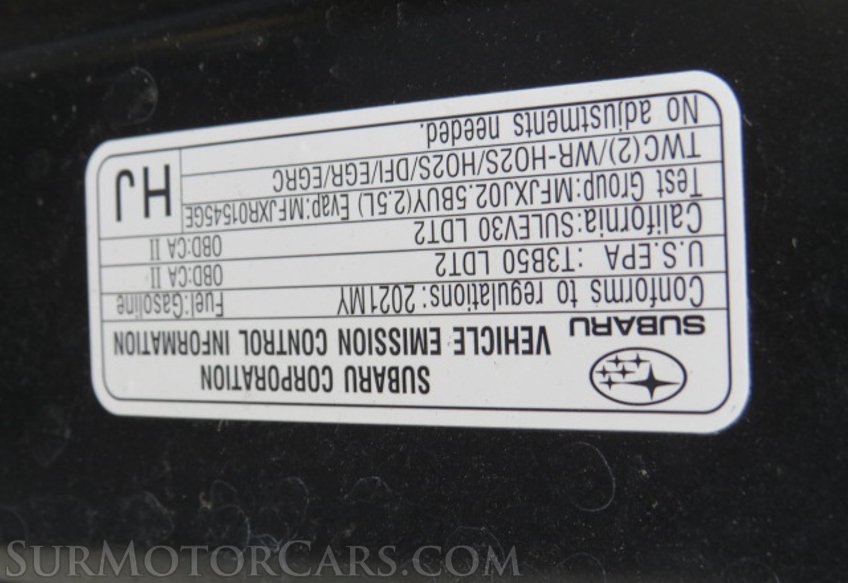 SUBARU CORPORATION
VEHICLE EMISSION CONTROL INFORMATION
SUBARU
Conforms to regulations:2021MY Fuel:Gasoline
U.S.EPA :T3B50 LDT2 OBD:CA II
California:SULEV30 LDT2 OBD:CA II
Test Group:MFJXJ02.5BUY(2.5L) Evap:MFJXR01545GE
TWC(2)/WR-HO2S/HO2S/DFI/EGR/EGRC
No adjustments needed.
HJ
SURMOTORCARS.COM